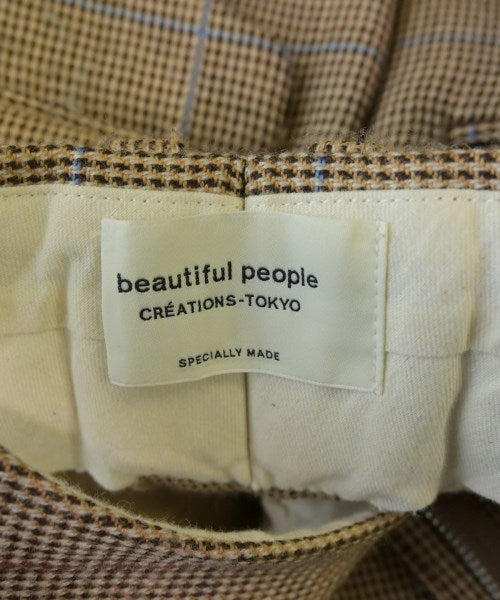 beautiful people
CRÉATIONS-TOKYO
SPECIALLY MADE